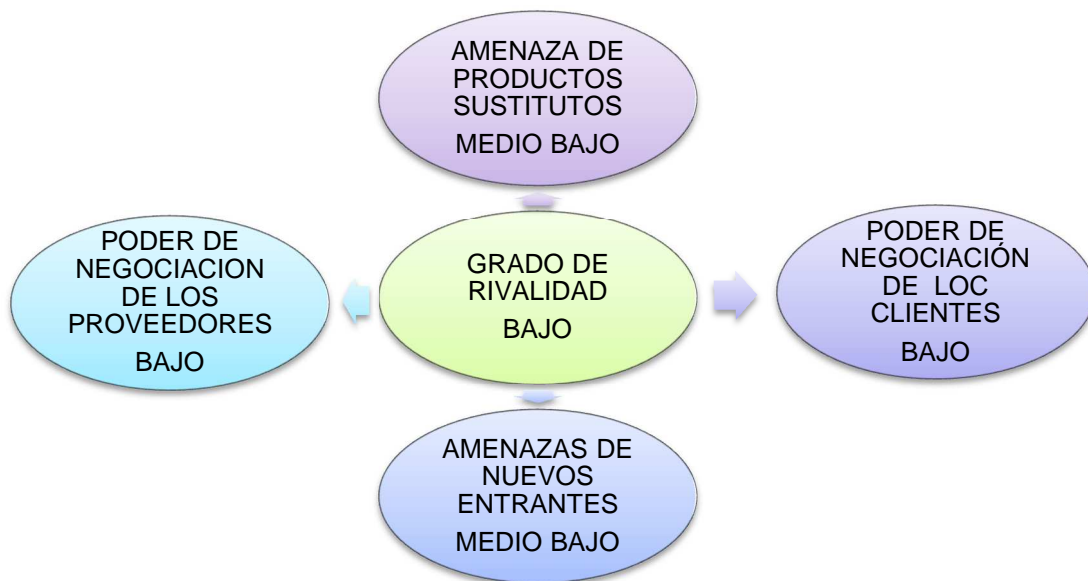 AMENAZA DE
PRODUCTOS
SUSTITUTOS
MEDIO BAJO
PODER DE
NEGOCIACION
DE LOS
PROVEEDORES
BAJO
GRADO DE
RIVALIDAD
BAJO
PODER DE
NEGOCIACIÓN
DE LOC
CLIENTES
BAJO
AMENAZAS DE
NUEVOS
ENTRANTES
MEDIO BAJO